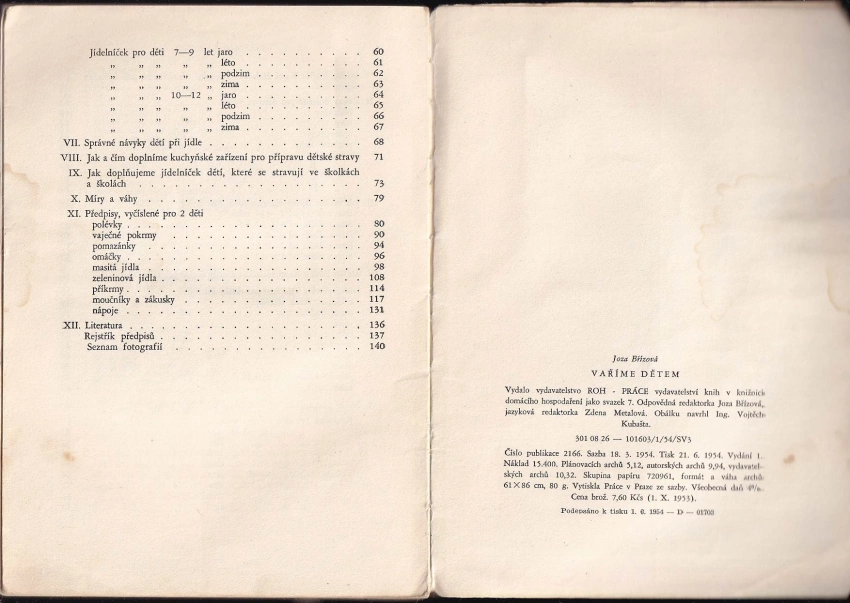 Jídelníček pro děti 7—9 let jaro . . . . . . . . . . 60
„ „ „ „ „ léto . . . . . . . . . . 61
„ „ „ „ „ podzim . . . . . . . . . 62
„ „ „ „ „ zima . . . . . . . . . . 63
„ „ „ 10—12 „ jaro . . . . . . . . . . 64
„ „ „ „ „ léto . . . . . . . . . . 65
„ „ „ „ „ podzim . . . . . . . . . 66
„ „ „ „ „ zima . . . . . . . . . . 67
VII. Správné návyky dětí při jídle . . . . . . . . . . . . . 68
VIII. Jak a čím doplníme kuchyňské zařízení pro přípravu dětské stravy 71
IX. Jak doplňujeme jídelníček dětí, které se stravují ve školkách
a školách . . . . . . . . . . . . . . . . . 73
X. Míry a váhy . . . . . . . . . . . . . . . . . 79
XI. Předpisy, vyčíslené pro 2 děti
polévky . . . . . . . . . . . . . . . . . . 80
vaječné pokrmy . . . . . . . . . . . . . . . 90
pomazánky . . . . . . . . . . . . . . . . . 94
omáčky . . . . . . . . . . . . . . . . . . 96
masitá jídla . . . . . . . . . . . . . . . . . 98
zeleninová jídla . . . . . . . . . . . . . . . . 108
příkrmy . . . . . . . . . . . . . . . . . . 114
moučníky a zákusky . . . . . . . . . . . . . . 117
nápoje . . . . . . . . . . . . . . . . . . 131
XII. Literatura . . . . . . . . . . . . . . . . . . 136
Rejstřík předpisů . . . . . . . . . . . . . . . . 137
Seznam fotografií . . . . . . . . . . . . . . . 140
Joza Břízová
VAŘÍME DĚTEM
Vydalo vydavatelstvo ROH - PRÁCE vydavatelství knih v knižnici
domácího hospodaření jako svazek 7. Odpovědná redaktorka Joza Břízová,
jazyková redaktorka Zdena Metalová. Obálku navrhl Ing. Vojtěch
Kubašta.
301 08 26 — 101603/1/54/SV3
Číslo publikace 2166. Sazba 18. 3. 1954. Tisk 21. 6. 1954. Vydání 1.
Náklad 15.400. Plánovacích archů 5,12, autorských archů 9,94, vydavatel-
ských archů 10,32. Skupina papíru 720961, formát a váha archů
61×86 cm, 80 g. Vytiskla Práce v Praze ze sazby. Všeobecná daň
Cena brož. 7,60 Kčs (1. X. 1953).
Podepsáno k tisku 1. 6. 1954 — D — 01703